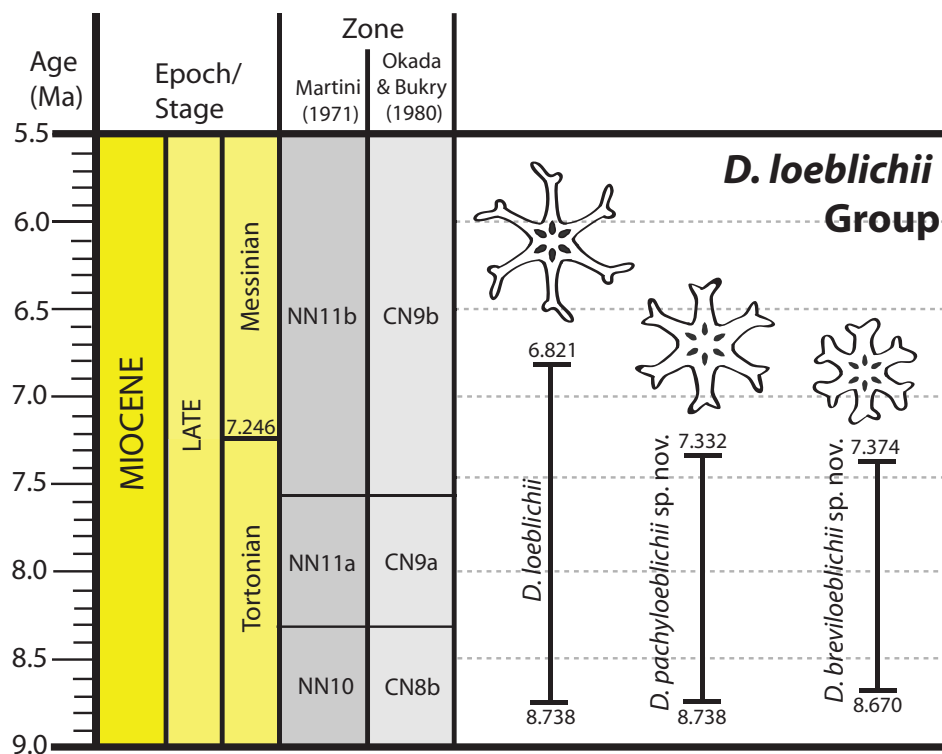 Age
(Ma)
Epoch/
Stage
Zone
Martini
(1971)
Okada
& Bukry
(1980)
5.5
6.0
6.5
7.0
7.5
8.0
8.5
9.0
MIOCENE
LATE
Messinian
7.246
Tortonian
NN11b
NN11a
NN10
CN9b
CN9a
CN8b
D. loeblichii
Group
6.821
D. loeblichii
8.738
7.332
D. pachyloeblichii sp. nov.
8.738
7.374
D. breviloeblichii sp. nov.
8.670